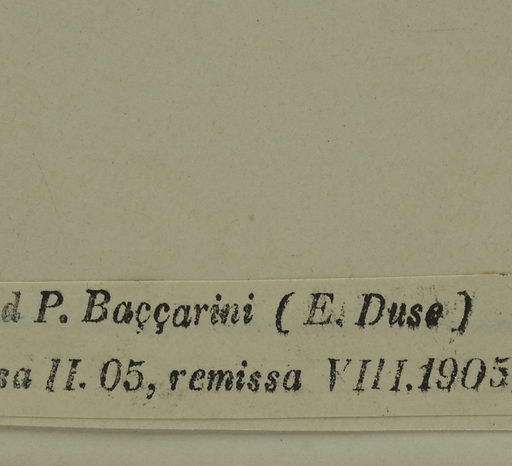 d P. Baççarini ( E. Duse )
sa II. 05, remissa VIII.1905